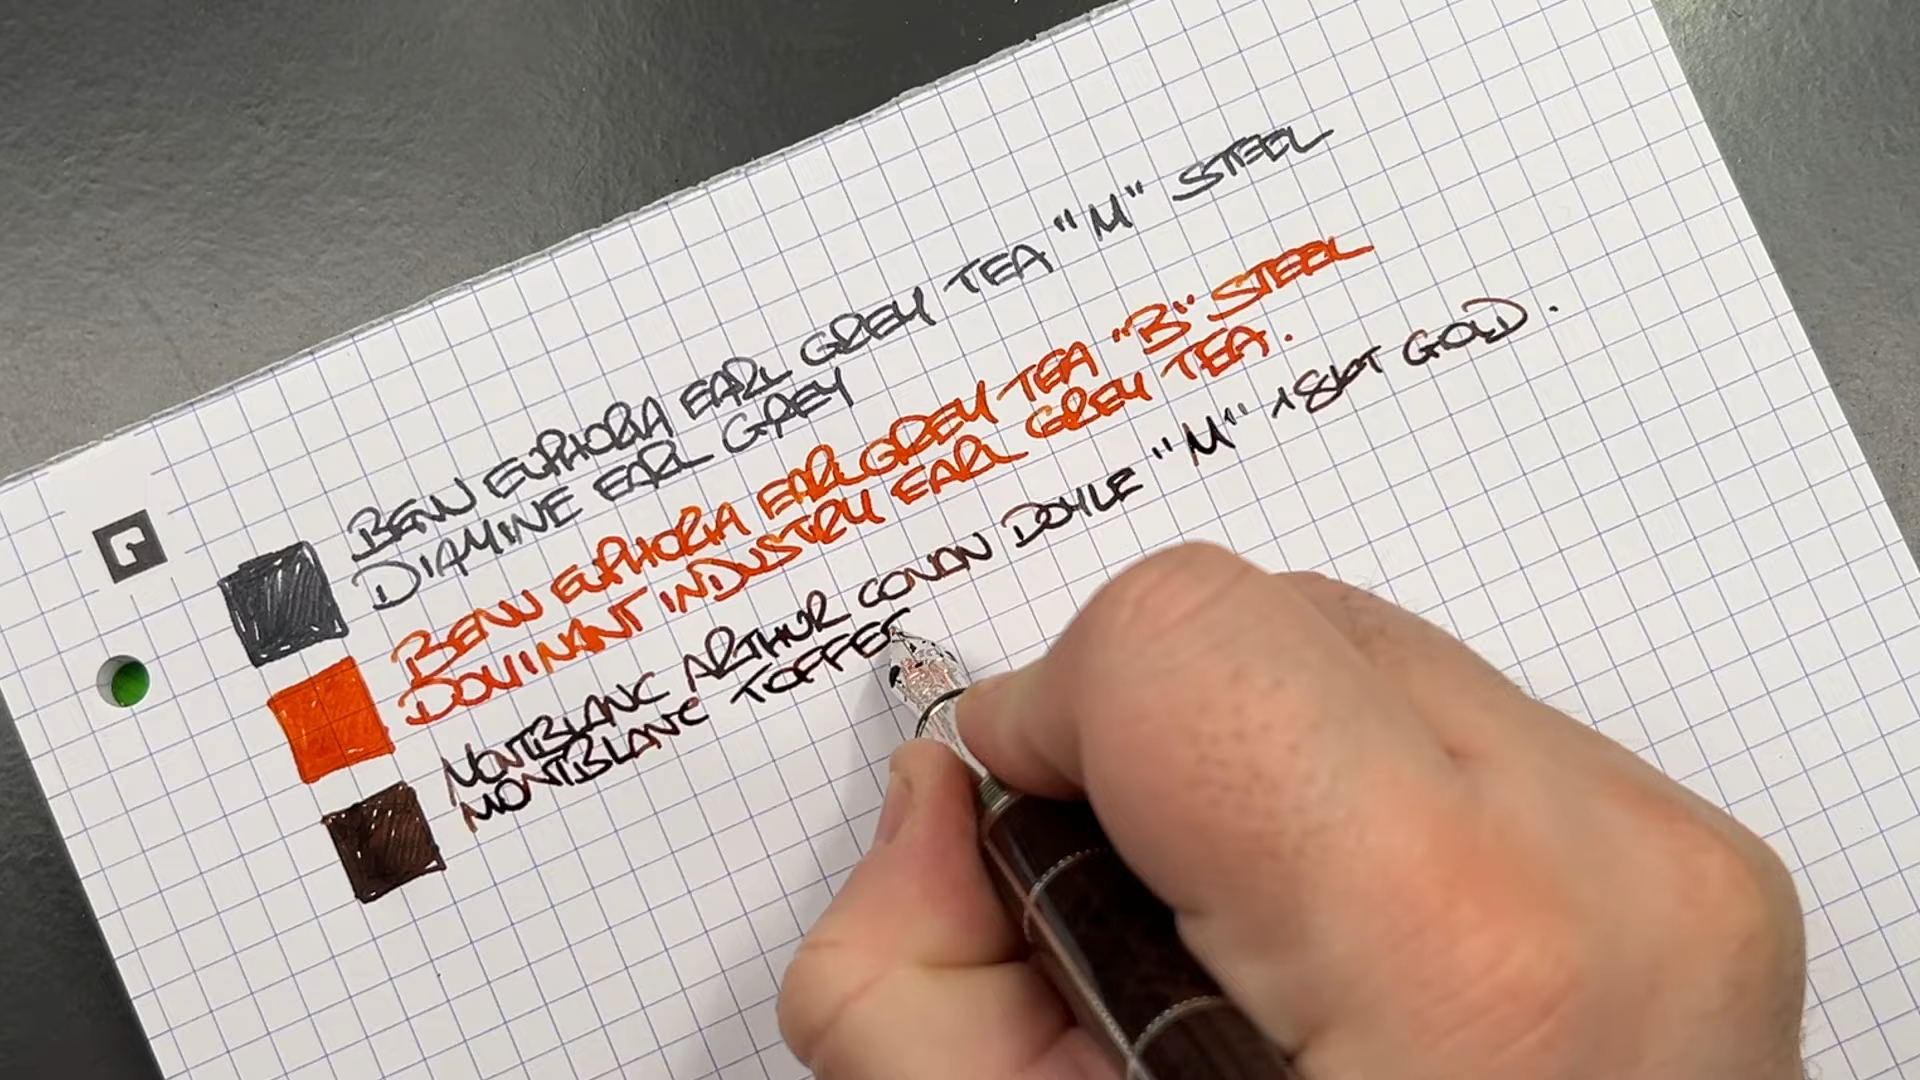 BENU EUPHORIA EARL GREY TEA "M" STEEL
DIAMINE EARL GREY
BENU EUPHORIA EARL GREY TEA "B" STEEL
DOMINANT INDUSTRY EARL GREY TEA.
MONTBLANC ARTHUR CONAN DOYLE "M" 18KT GOLD.
MONTBLANC TOFFEE